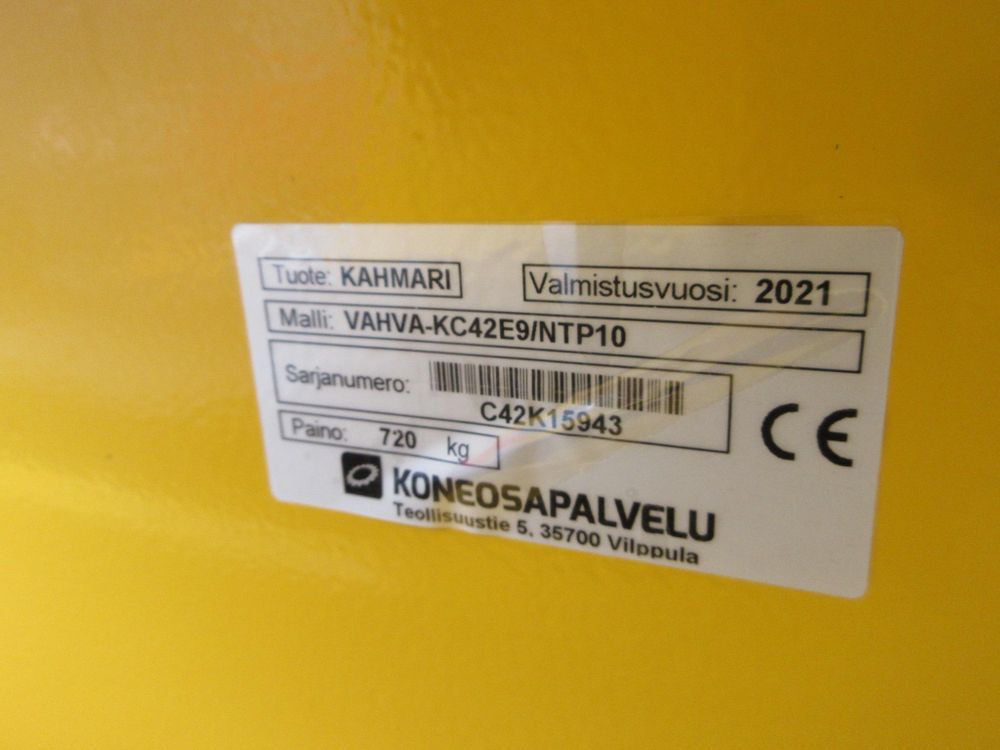 Tuote: KAHMARI
Valmistusvuosi: 2021
Malli: VAHVA-KC42E9/NTP10
Sarjanumero:
C42K15943
Paino: 720 kg
CE
KONEOSAPALVELU
Teollisuustie 5, 35700 Vilppula